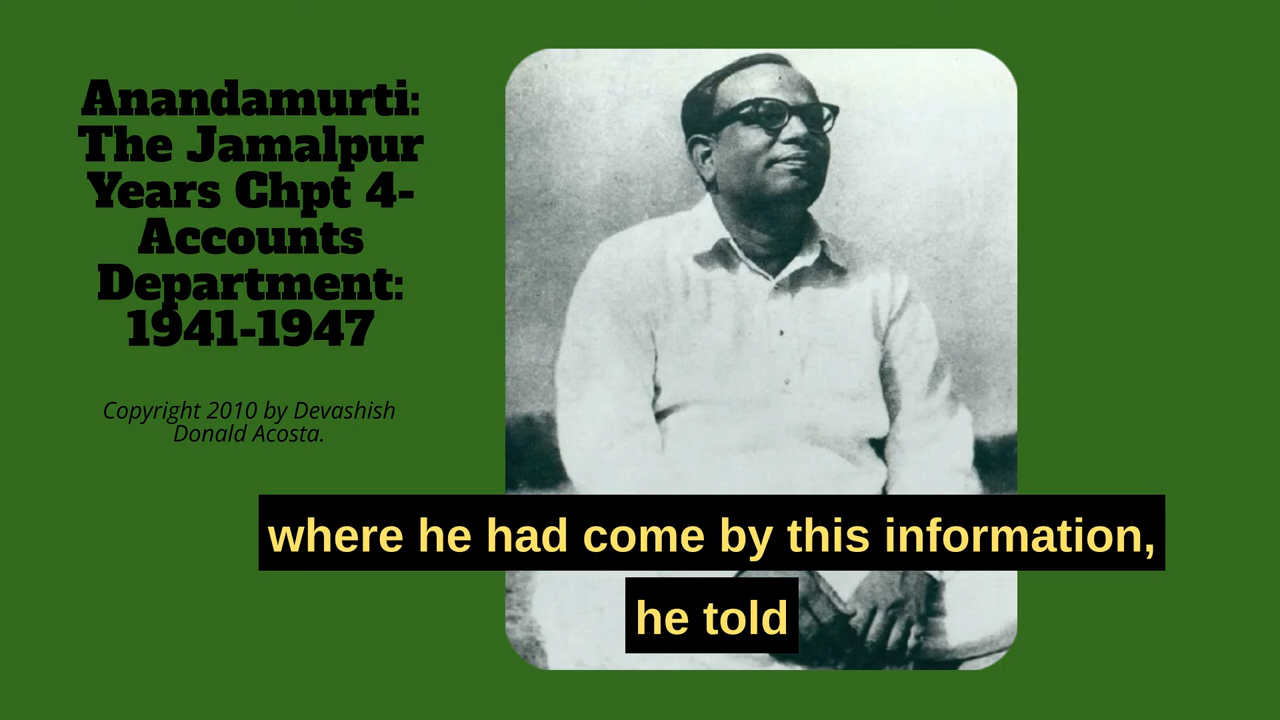 Anandamurti:
The Jamalpur
Years Chpt 4-
Accounts
Department:
1941-1947
Copyright 2010 by Devashish
Donald Acosta.
where he had come by this information,
he told